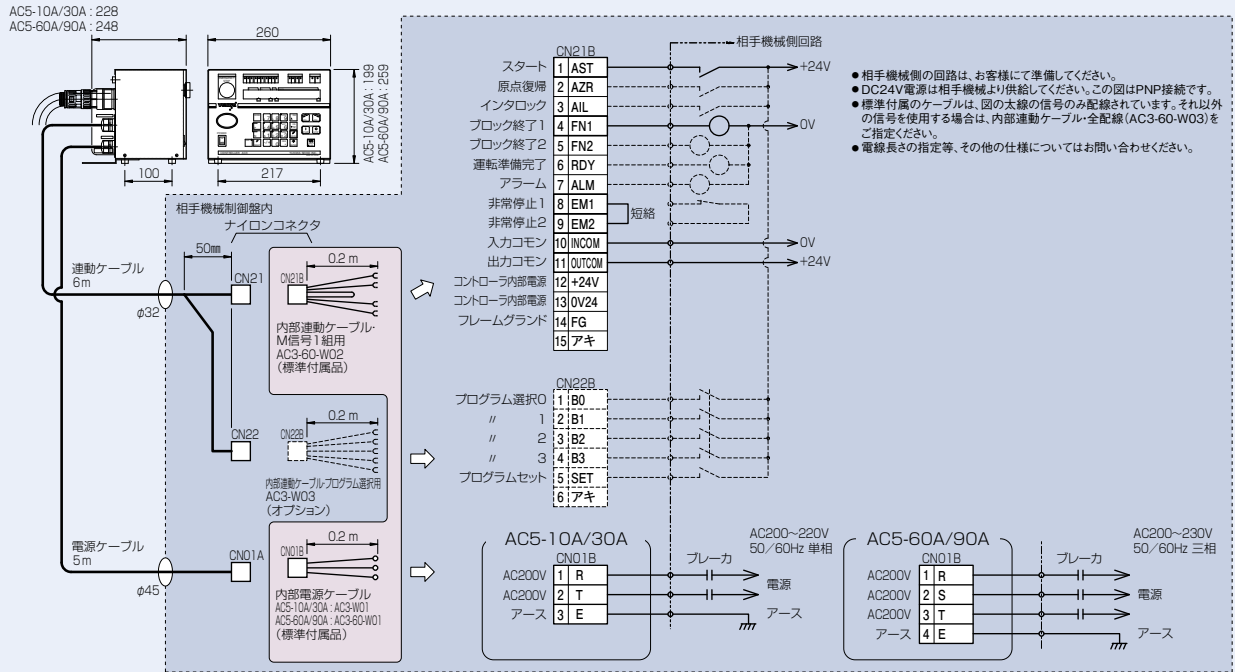 AC5-10A/30A : 228
AC5-60A/90A : 248
260
AC5-10A/30A : 199
AC5-60A/90A : 259
100
217
相手機械制御盤内
ナイロンコネクタ
50㎜
連動ケーブル
6m
φ32
CN21
CN21B
0.2 m
内部連動ケーブル・
M信号1組用
AC3-60-W02
(標準付属品)
CN22
CN22B
0.2 m
内部連動ケーブル・プログラム選択用
AC3-W03
(オプション)
電源ケーブル
5m
φ45
CN01A
CN01B
0.2 m
内部電源ケーブル
AC5-10A/30A : AC3-W01
AC5-60A/90A : AC3-60-W01
(標準付属品)
相手機械側回路
CN21B
スタート 1 AST +24V
原点復帰 2 AZR
インタロック 3 AIL
ブロック終了1 4 FN1 0V
ブロック終了2 5 FN2
運転準備完了 6 RDY
アラーム 7 ALM
非常停止1 8 EM1
短絡
非常停止2 9 EM2
入力コモン 10 INCOM 0V
出力コモン 11 OUTCOM +24V
コントローラ内部電源 12 +24V
コントローラ内部電源 13 0V24
フレームグランド 14 FG
15 アキ
CN22B
プログラム選択0 1 B0
〃 1 2 B1
〃 2 3 B2
〃 3 4 B3
プログラムセット 5 SET
6 アキ
● 相手機械側の回路は、お客様にて準備してください。
● DC24V電源は相手機械より供給してください。この図はPNP接続です。
● 標準付属のケーブルは、図の太線の信号のみ配線されています。それ以外
の信号を使用する場合は、内部連動ケーブル・全配線(AC3-60-W03)を
ご指定ください。
● 電線長さの指定等、その他の仕様についてはお問い合わせください。
AC5-10A/30A
CN01B
AC200V 1 R
AC200V 2 T
アース 3 E
ブレーカ
AC200~220V
50/60Hz 単相
電源
アース
AC5-60A/90A
CN01B
AC200V 1 R
AC200V 2 S
AC200V 3 T
アース 4 E
ブレーカ
AC200~230V
50/60Hz 三相
電源
アース